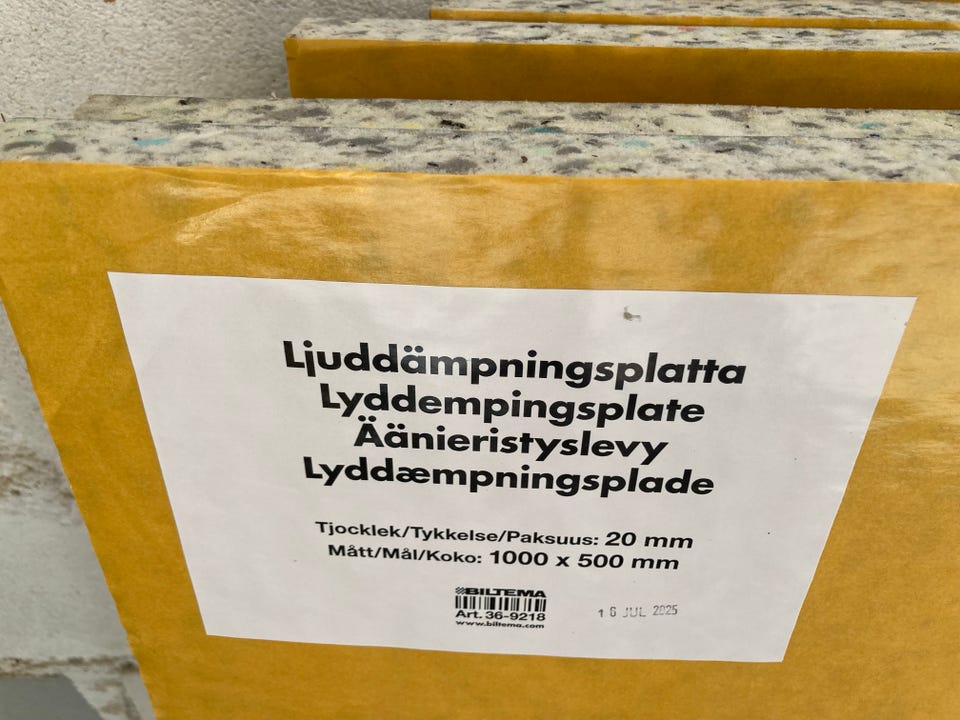 Ljuddämpningsplatta
Lyddempingsplate
Äänieristyslevy
Lyddæmpningsplade
Tjocklek/Tykkelse/Paksuus: 20 mm
Mått/Mål/Koko: 1000 x 500 mm
BILTEMA
Art. 36-9218
www.biltema.com
16 JUL 2025